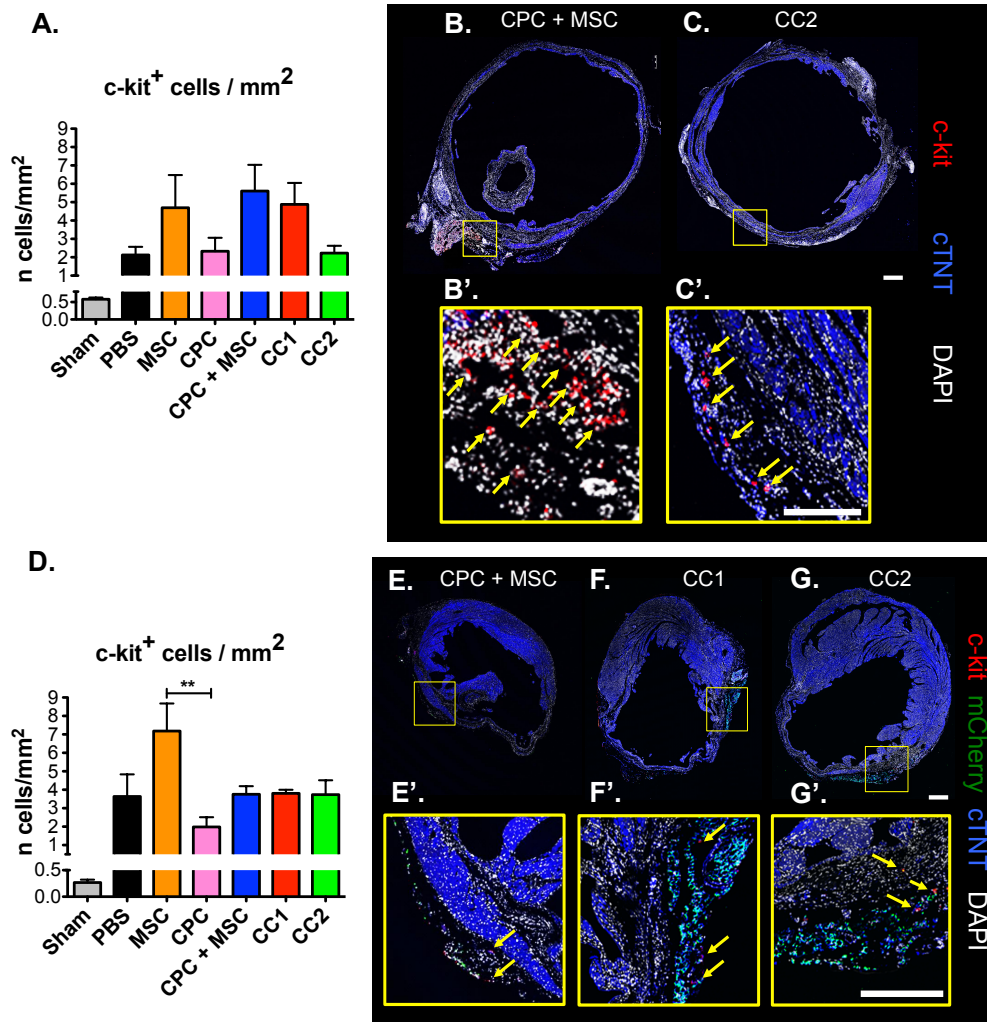 A.
c-kit+ cells / mm2
n cells/mm2
9
8
7
6
5
4
3
2
1
0.5
0.0
Sham
PBS
MSC
CPC
CPC + MSC
CC1
CC2
B.
CPC + MSC
C.
CC2
B'.
C'.
c-kit
cTNT
DAPI
D.
c-kit+ cells / mm2
n cells/mm2
9
8
7
6
5
4
3
2
1
0.5
0.0
**
Sham
PBS
MSC
CPC
CPC + MSC
CC1
CC2
E.
CPC + MSC
F.
CC1
G.
CC2
E'.
F'.
G'.
c-kit
mCherry
cTNT
DAPI